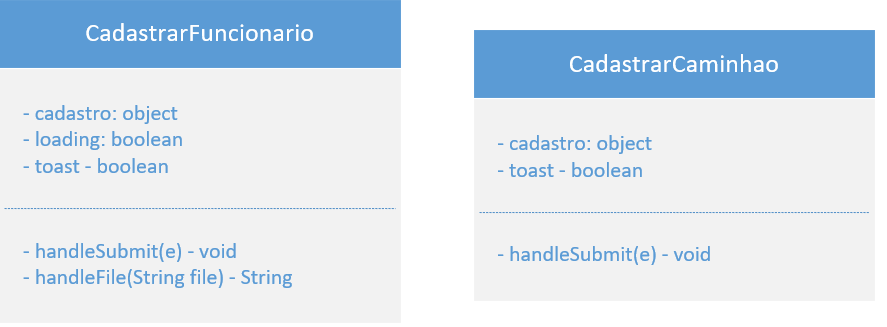 CadastrarFuncionario
- cadastro: object
- loading: boolean
- toast - boolean
- handleSubmit(e) - void
- handleFile(String file) - String
CadastrarCaminhao
- cadastro: object
- toast - boolean
- handleSubmit(e) - void